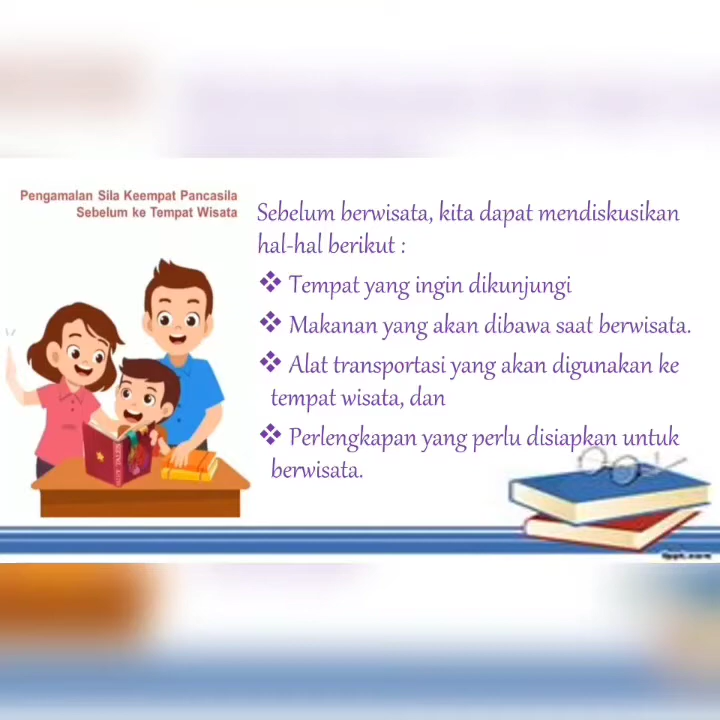 Pengamalan Sila Keempat Pancasila
Sebelum ke Tempat Wisata
Sebelum berwisata, kita dapat mendiskusikan
hal-hal berikut :
❖ Tempat yang ingin dikunjungi
❖ Makanan yang akan dibawa saat berwisata.
❖ Alat transportasi yang akan digunakan ke
tempat wisata, dan
❖ Perlengkapan yang perlu disiapkan untuk
berwisata.